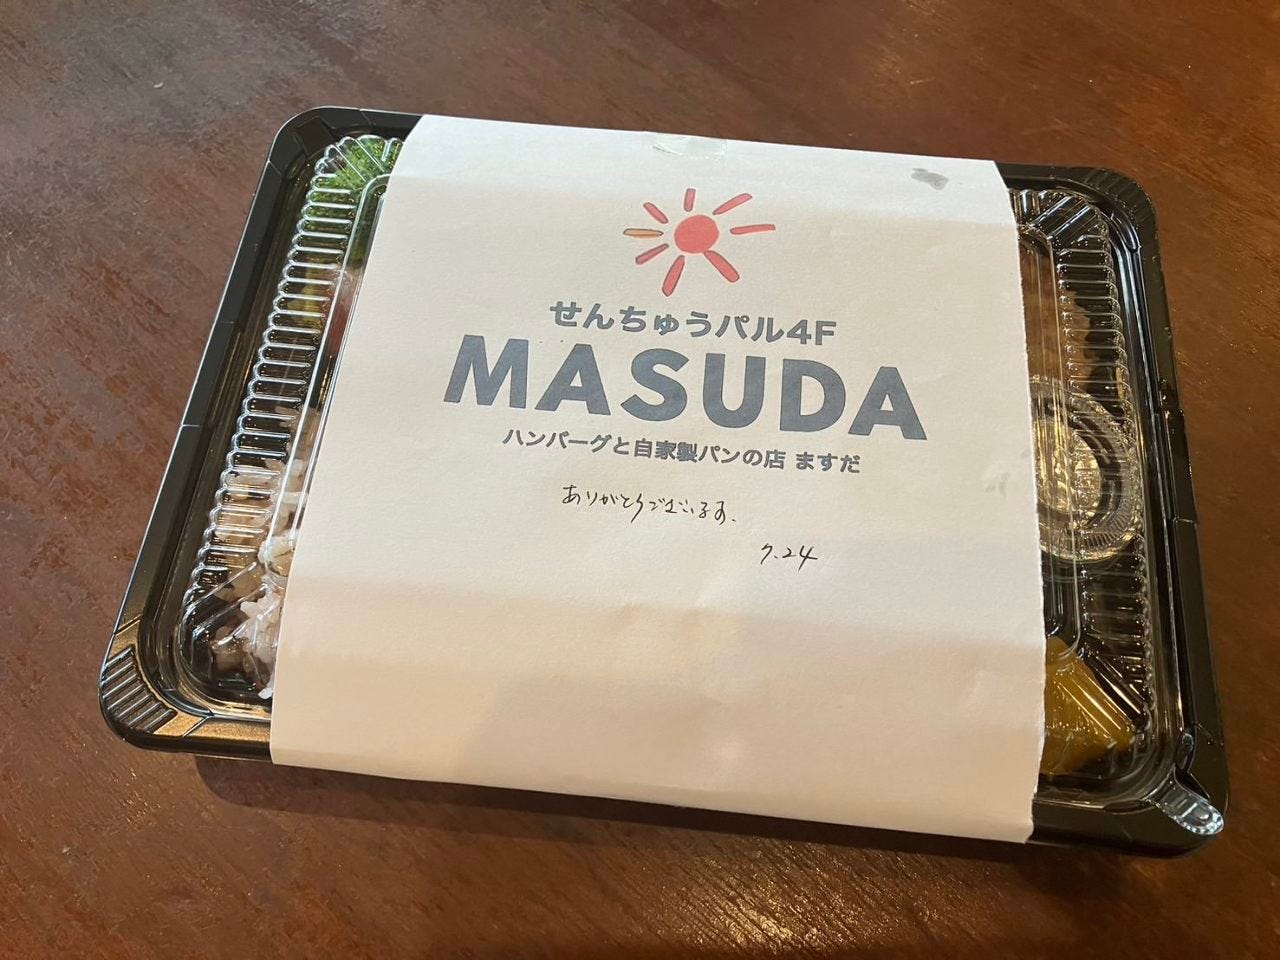 せんちゅうパル4F
MASUDA
ハンバーグと自家製パンの店 ますだ
ありがとうございます.
7.24